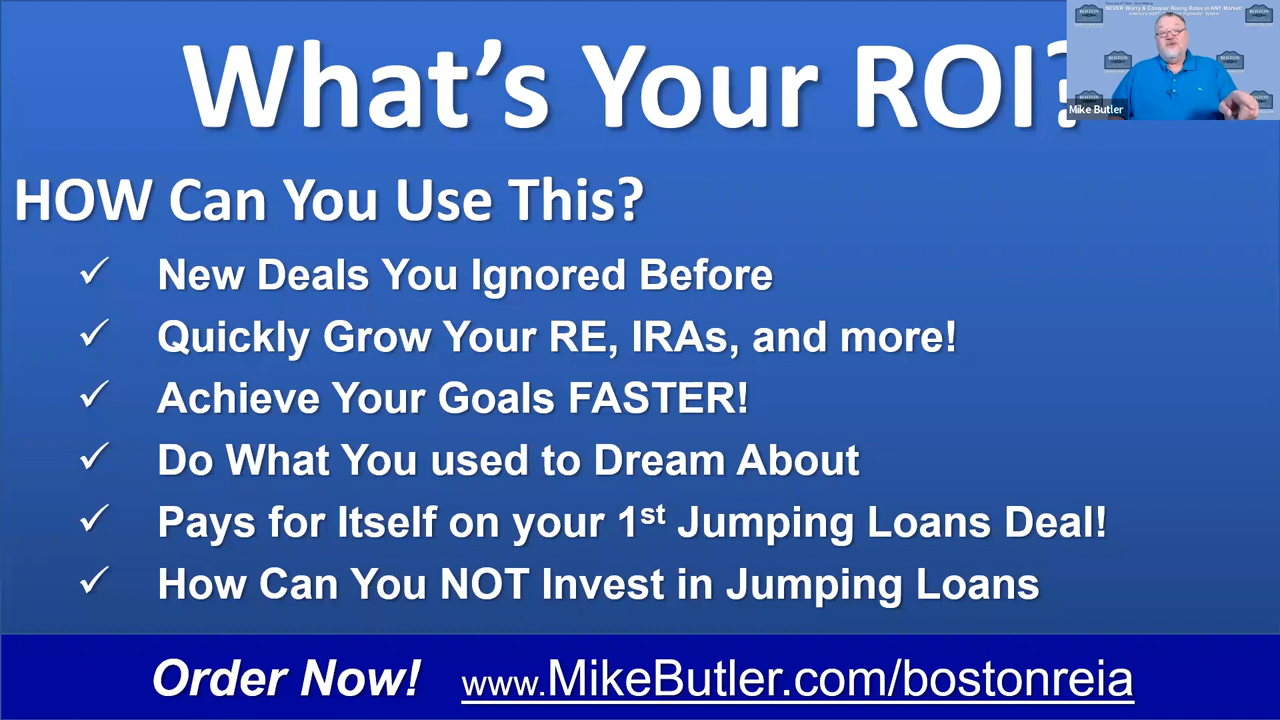 What's Your ROI?
NEVER Worry & Conquer Rising Rates in ANY Market!
BOSTON
BOSTON
Mike Butler
HOW Can You Use This?
✓ New Deals You Ignored Before
✓ Quickly Grow Your RE, IRAs, and more!
✓ Achieve Your Goals FASTER!
✓ Do What You used to Dream About
✓ Pays for Itself on your 1st Jumping Loans Deal!
✓ How Can You NOT Invest in Jumping Loans
Order Now! www.MikeButler.com/bostonreia